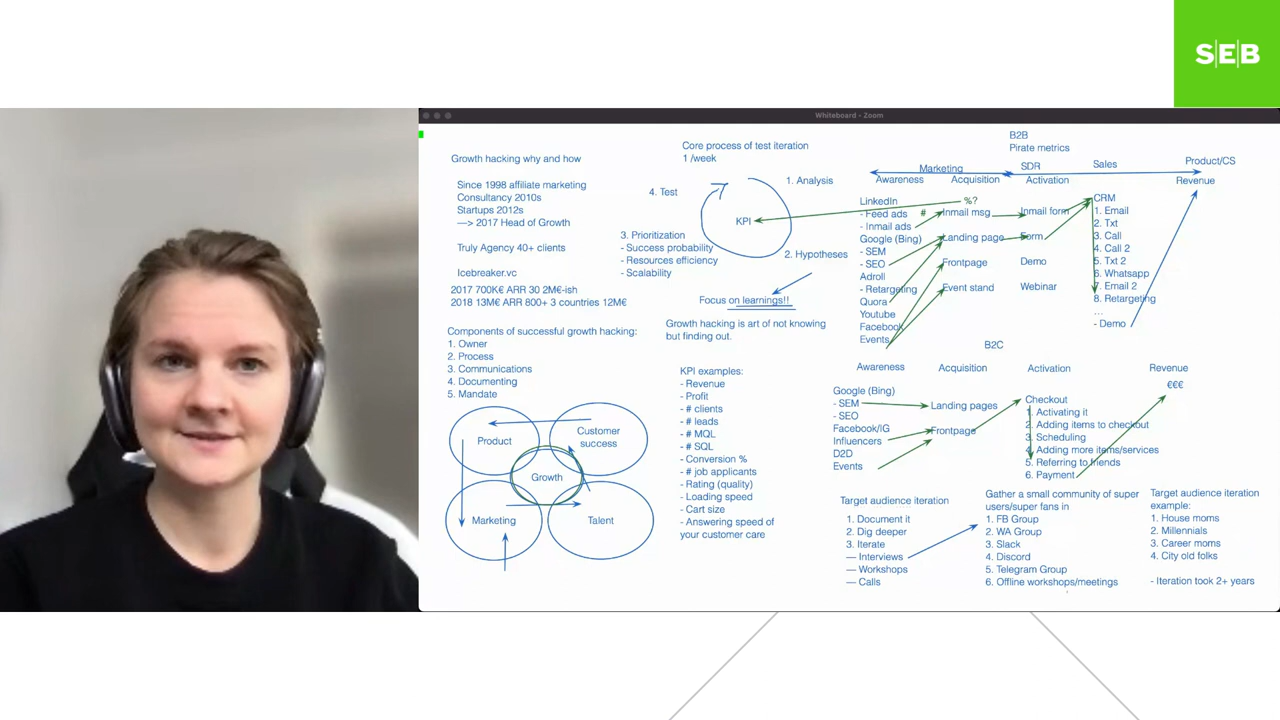 S|E|B
Whiteboard - Zoom
Growth hacking why and how
Since 1998 affiliate marketing
Consultancy 2010s
Startups 2012s
—> 2017 Head of Growth
Truly Agency 40+ clients
Icebreaker.vc
2017 700K€ ARR 30 2M€-ish
2018 13M€ ARR 800+ 3 countries 12M€
Components of successful growth hacking:
1. Owner
2. Process
3. Communications
4. Documenting
5. Mandate
Product
Customer
success
Growth
Marketing
Talent
Core process of test iteration
1 /week
1. Analysis
4. Test
KPI
3. Prioritization
- Success probability
- Resources efficiency
- Scalability
2. Hypotheses
Focus on learnings!!
Growth hacking is art of not knowing
but finding out.
KPI examples:
- Revenue
- Profit
- # clients
- # leads
- # MQL
- # SQL
- Conversion %
- # job applicants
- Rating (quality)
- Loading speed
- Cart size
- Answering speed of
your customer care
B2B
Pirate metrics
Marketing
SDR
Sales
Product/CS
Awareness
Acquisition
Activation
Revenue
LinkedIn
- Feed ads
- Inmail ads
Google (Bing)
- SEM
- SEO
Adroll
- Retargeting
Quora
Youtube
Facebook
Events
%?
# Inmail msg
Landing page
Frontpage
Event stand
Inmail form
Form
Demo
Webinar
CRM
1. Email
2. Txt
3. Call
4. Call 2
5. Txt 2
6. Whatsapp
7. Email 2
8. Retargeting
...
- Demo
B2C
Awareness
Acquisition
Activation
Revenue
€€€
Google (Bing)
- SEM
- SEO
Facebook/IG
Influencers
D2D
Events
Landing pages
Frontpage
Checkout
1. Activating it
2. Adding items to checkout
3. Scheduling
4. Adding more items/services
5. Referring to friends
6. Payment
Target audience iteration
1. Document it
2. Dig deeper
3. Iterate
— Interviews
— Workshops
— Calls
Gather a small community of super
users/super fans in
1. FB Group
2. WA Group
3. Slack
4. Discord
5. Telegram Group
6. Offline workshops/meetings
Target audience iteration
example:
1. House moms
2. Millennials
3. Career moms
4. City old folks
- Iteration took 2+ years